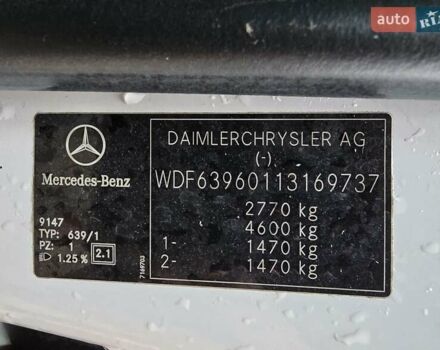 auto RIA
DAIMLERCHRYSLER AG
(-)
Mercedes-Benz
WDF63960113169737
9147
TYP: 639/1
PZ: 1
1.25 % 2.1
2770 kg
4600 kg
1- 1470 kg
2- 1470 kg
7169703